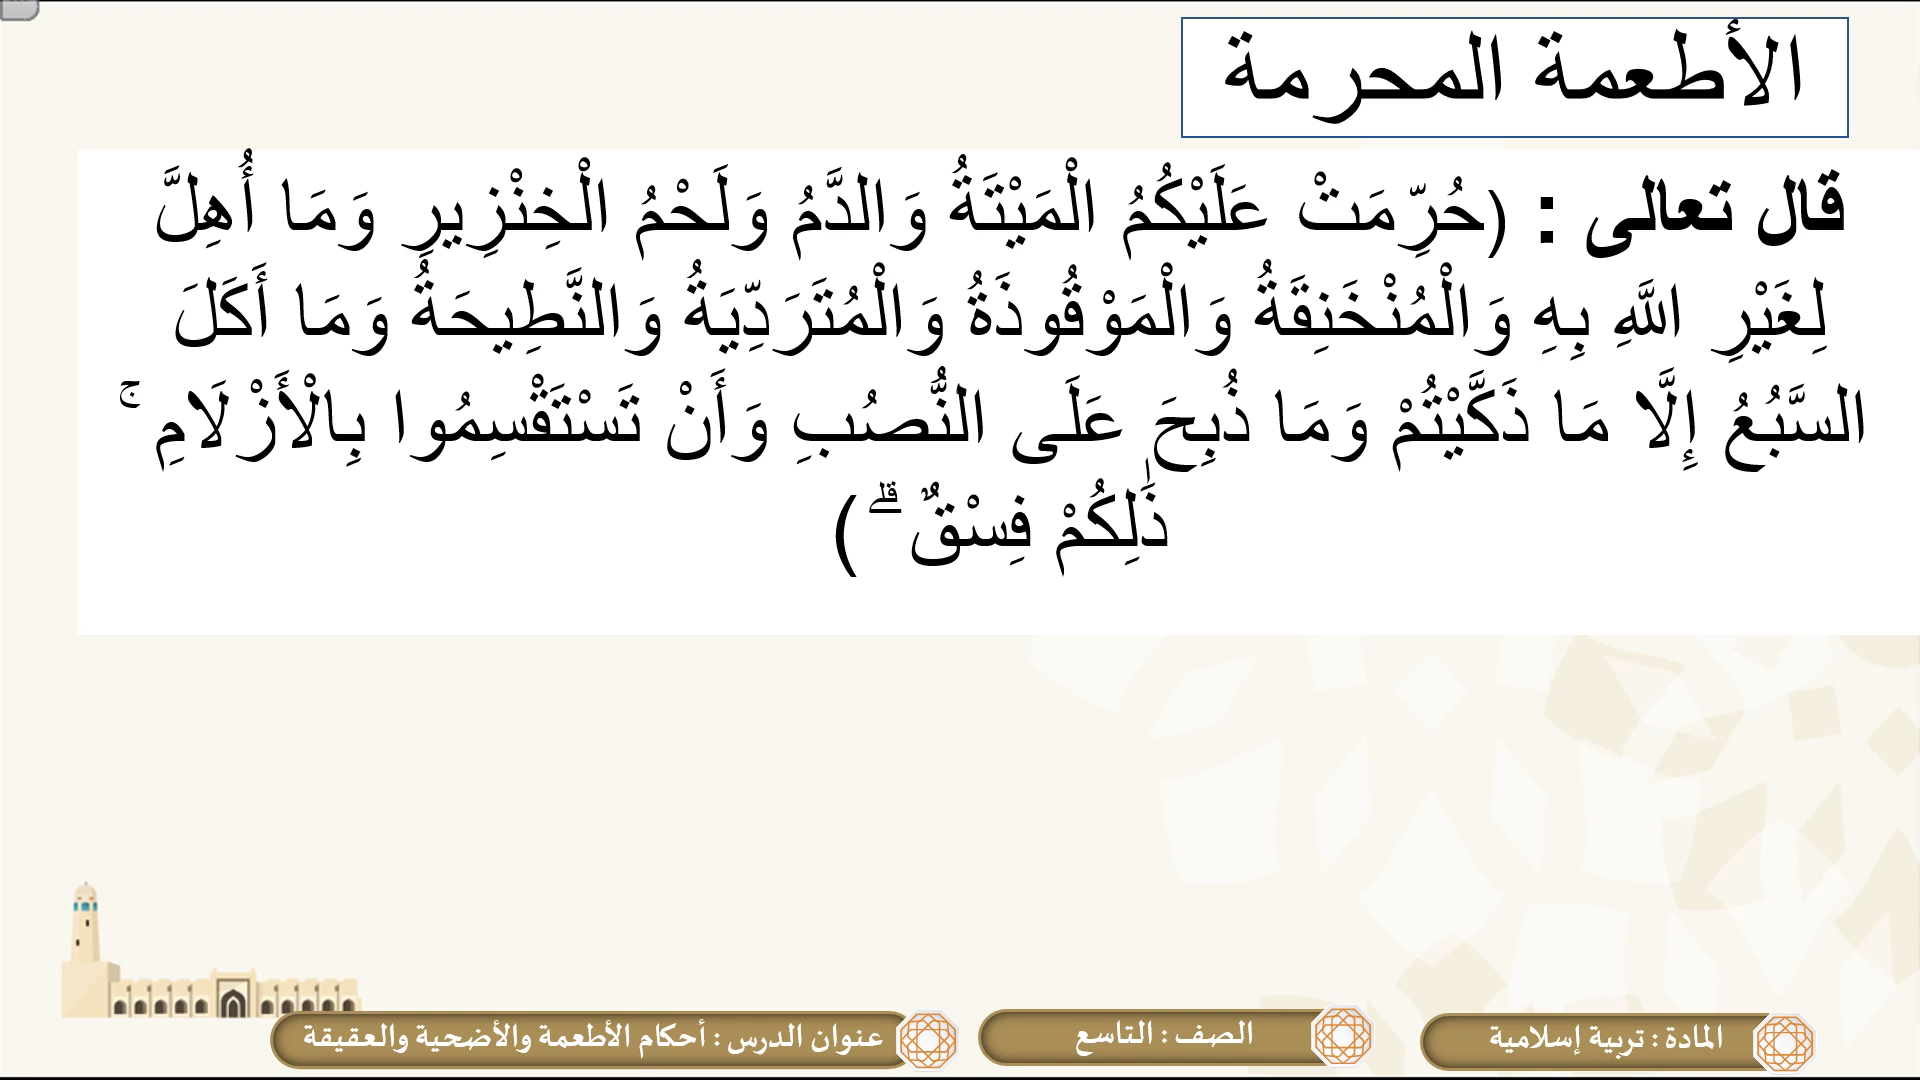 الأطعمة المحرمة
قال تعالى : (حُرِّمَتْ عَلَيْكُمُ الْمَيْتَةُ وَالدَّمُ وَلَحْمُ الْخِنْزِيرِ وَمَا أُهِلَّ
لِغَيْرِ اللَّهِ بِهِ وَالْمُنْخَنِقَةُ وَالْمَوْقُوذَةُ وَالْمُتَرَدِّيَةُ وَالنَّطِيحَةُ وَمَا أَكَلَ
السَّبُعُ إِلَّا مَا ذَكَّيْتُمْ وَمَا ذُبِحَ عَلَى النُّصُبِ وَأَنْ تَسْتَقْسِمُوا بِالْأَزْلَامِ ۚ
ذَٰلِكُمْ فِسْقٌ ۗ)
المادة : تربية إسلامية
الصف : التاسع
عنوان الدرس : أحكام الأطعمة والأضحية والعقيقة